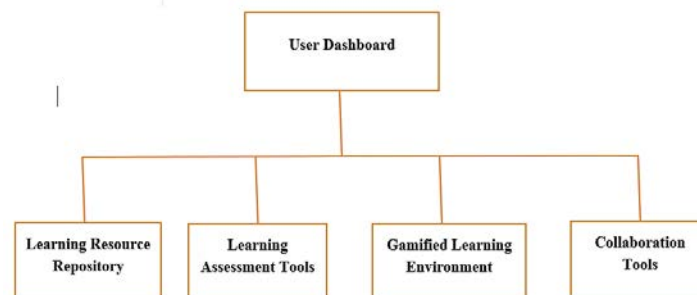 User Dashboard
Learning Resource
Repository
Learning
Assessment Tools
Gamified Learning
Environment
Collaboration
Tools